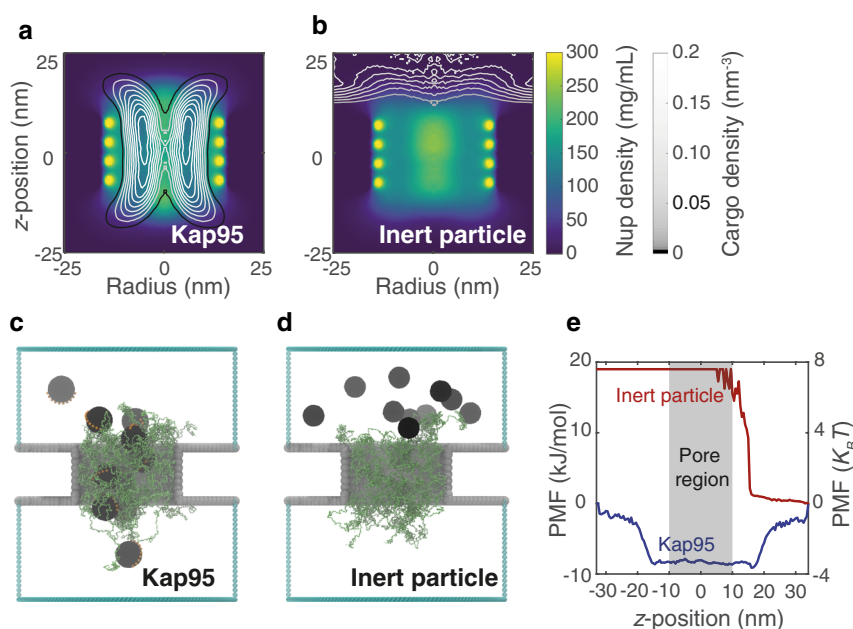 a
b
25
0
-25
z-position (nm)
Kap95
-25
0
25
Radius (nm)
25
0
-25
Inert particle
-25
0
25
Radius (nm)
300
250
200
150
100
50
0
Nup density (mg/mL)
0.2
0.15
0.1
0.05
0
Cargo density (nm⁻³)
c
d
e
Kap95
Inert particle
20
10
0
-10
PMF (kJ/mol)
Inert particle
Pore
region
Kap95
8
4
0
-4
PMF (K_B T)
-30 -20 -10 0 10 20 30
z-position (nm)